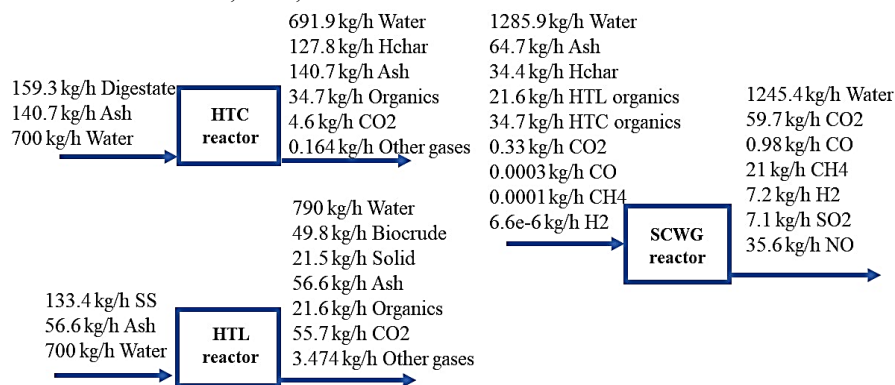 159.3 kg/h Digestate
140.7 kg/h Ash
700 kg/h Water
HTC
reactor
691.9 kg/h Water
127.8 kg/h Hchar
140.7 kg/h Ash
34.7 kg/h Organics
4.6 kg/h CO2
0.164 kg/h Other gases
133.4 kg/h SS
56.6 kg/h Ash
700 kg/h Water
HTL
reactor
790 kg/h Water
49.8 kg/h Biocrude
21.5 kg/h Solid
56.6 kg/h Ash
21.6 kg/h Organics
55.7 kg/h CO2
3.474 kg/h Other gases
1285.9 kg/h Water
64.7 kg/h Ash
34.4 kg/h Hchar
21.6 kg/h HTL organics
34.7 kg/h HTC organics
0.33 kg/h CO2
0.0003 kg/h CO
0.0001 kg/h CH4
6.6e-6 kg/h H2
SCWG
reactor
1245.4 kg/h Water
59.7 kg/h CO2
0.98 kg/h CO
21 kg/h CH4
7.2 kg/h H2
7.1 kg/h SO2
35.6 kg/h NO